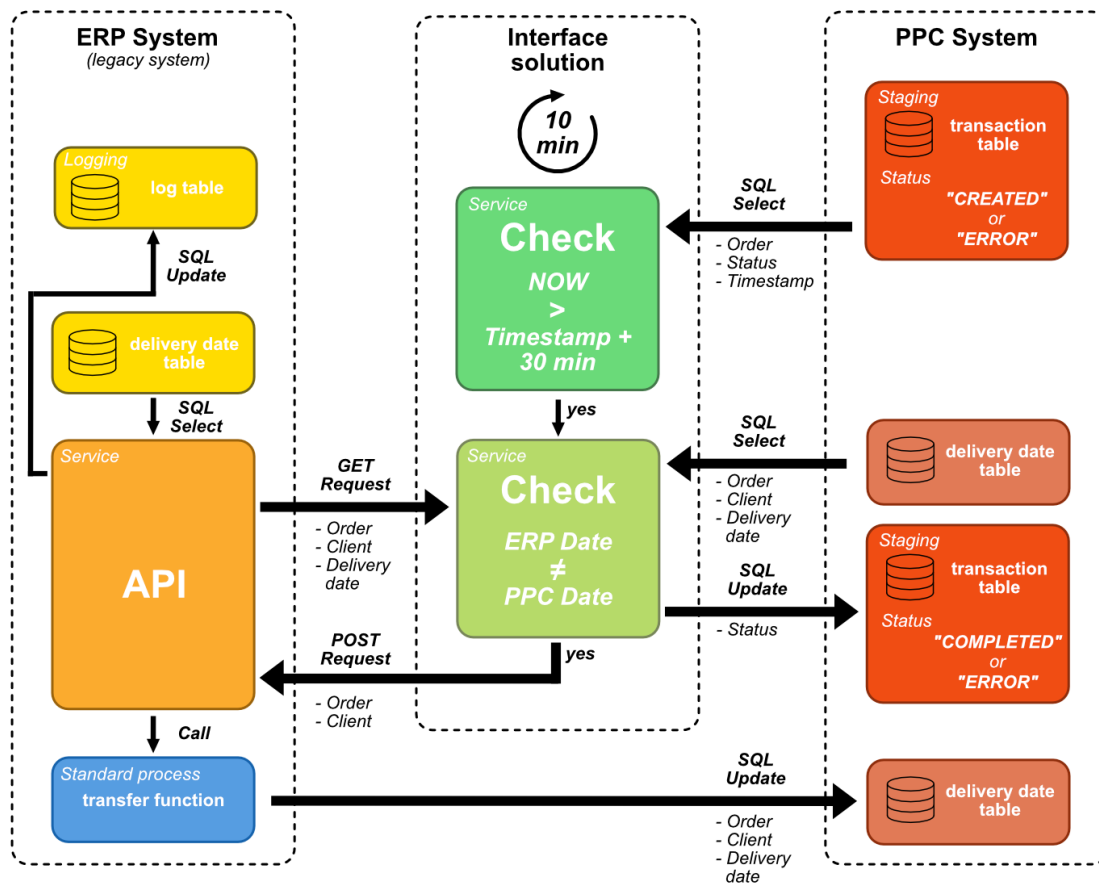 ERP System
(legacy system)
Logging
log table
SQL
Update
delivery date
table
SQL
Select
Service
API
Call
Standard process
transfer function
GET
Request
- Order
- Client
- Delivery
date
POST
Request
- Order
- Client
Interface
solution
10
min
Service
Check
NOW
>
Timestamp +
30 min
yes
Service
Check
ERP Date
≠
PPC Date
yes
SQL
Select
- Order
- Status
- Timestamp
SQL
Select
- Order
- Client
- Delivery
date
SQL
Update
- Status
SQL
Update
- Order
- Client
- Delivery
date
PPC System
Staging
transaction
table
Status
"CREATED"
or
"ERROR"
delivery date
table
Staging
transaction
table
Status
"COMPLETED"
or
"ERROR"
delivery date
table